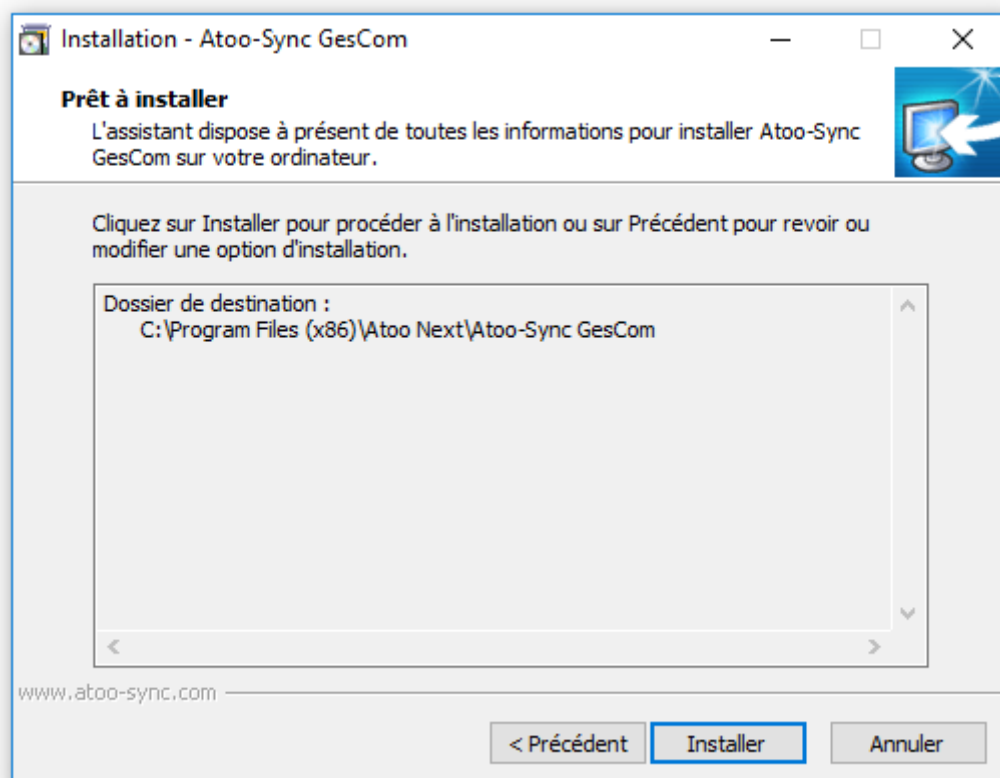 Installation - Atoo-Sync GesCom
Prêt à installer
L'assistant dispose à présent de toutes les informations pour installer Atoo-Sync
GesCom sur votre ordinateur.
Cliquez sur Installer pour procéder à l'installation ou sur Précédent pour revoir ou
modifier une option d'installation.
Dossier de destination :
C:\Program Files (x86)\Atoo Next\Atoo-Sync GesCom
www.atoo-sync.com
< Précédent Installer Annuler